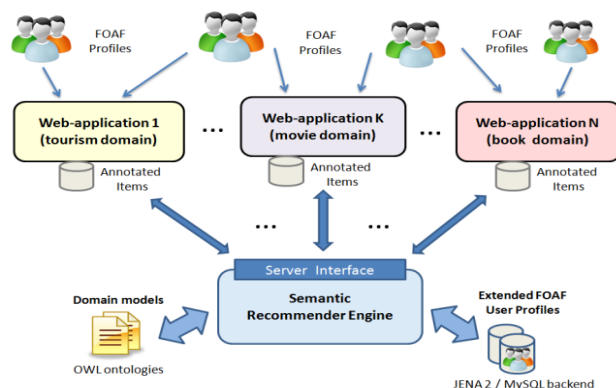 FOAF
Profiles
FOAF
Profiles
FOAF
Profiles
Web-application 1
(tourism domain)
...
Web-application K
(movie domain)
...
Web-application N
(book domain)
Annotated
Items
Annotated
Items
Annotated
Items
...
...
Server Interface
Semantic
Recommender Engine
Domain models
OWL ontologies
Extended FOAF
User Profiles
JENA 2 / MySQL backend